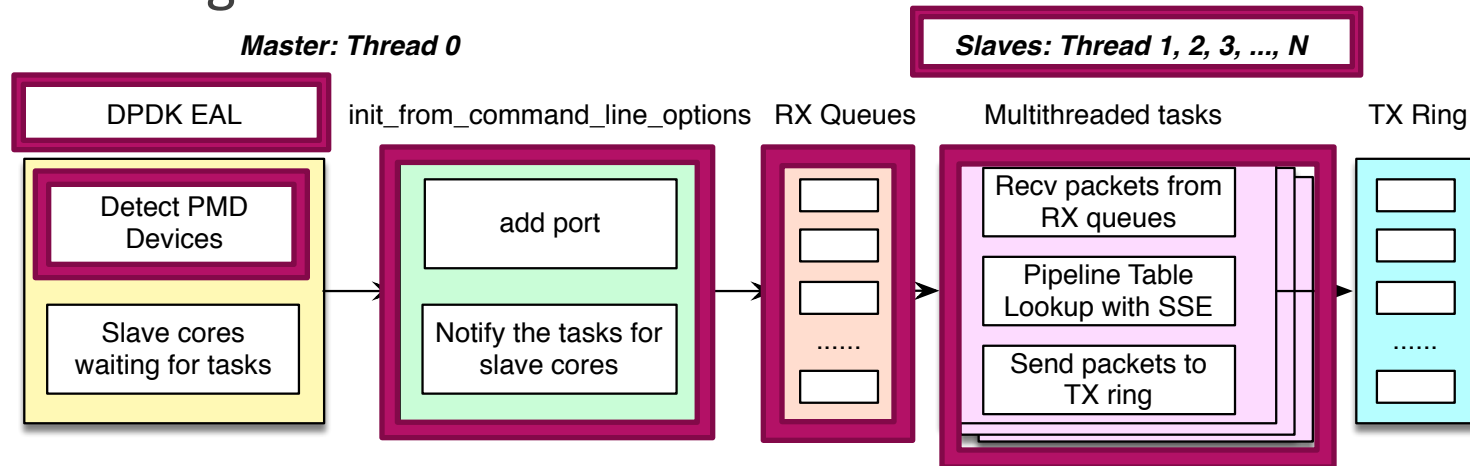 Master: Thread 0
Slaves: Thread 1, 2, 3, ..., N
DPDK EAL
init_from_command_line_options
RX Queues
Multithreaded tasks
TX Ring
Detect PMD
Devices
Slave cores
waiting for tasks
add port
Notify the tasks for
slave cores
......
Recv packets from
RX queues
Pipeline Table
Lookup with SSE
Send packets to
TX ring
......